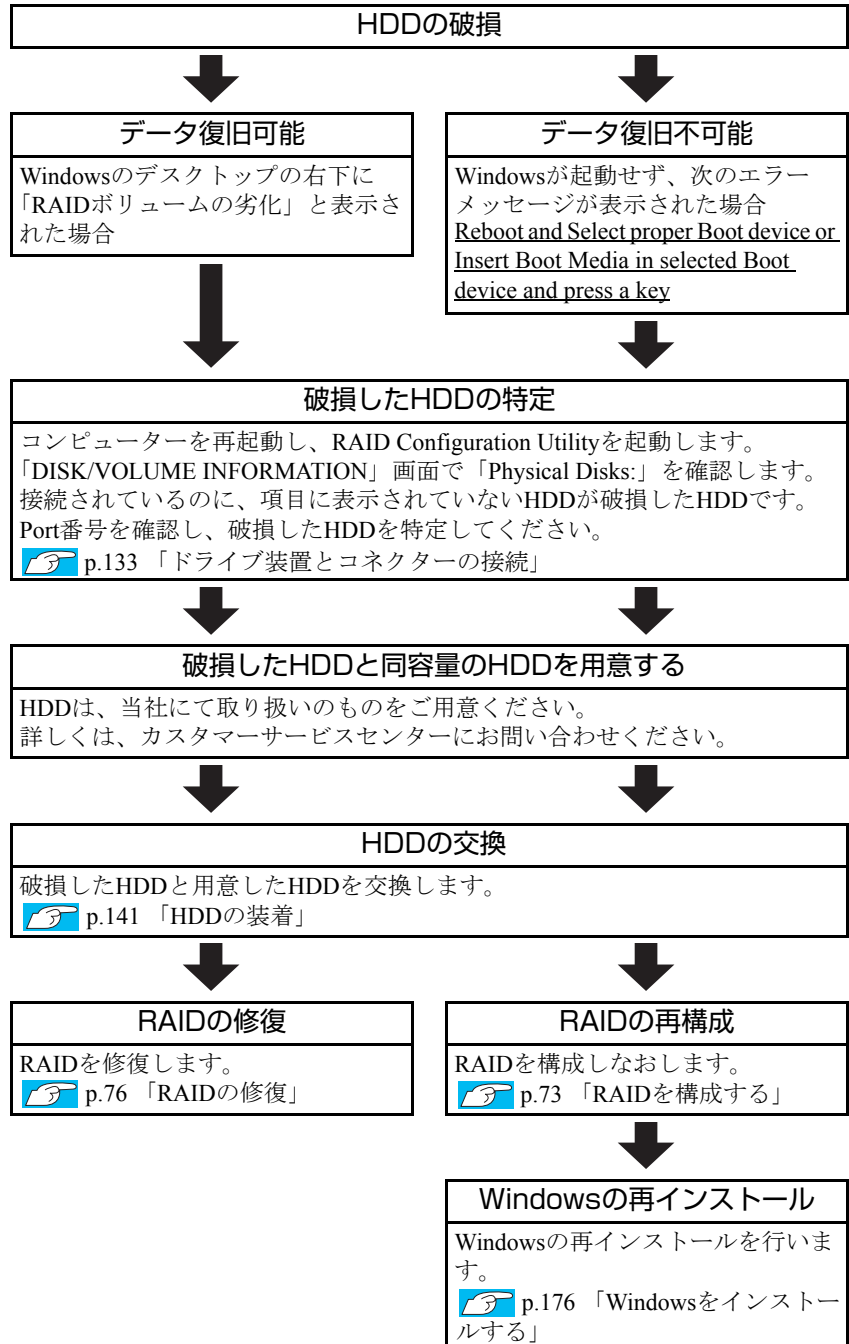 HDDの破損
データ復旧可能
Windowsのデスクトップの右下に
「RAIDボリュームの劣化」と表示さ
れた場合
データ復旧不可能
Windowsが起動せず、次のエラー
メッセージが表示された場合
Reboot and Select proper Boot device or
Insert Boot Media in selected Boot
device and press a key
破損したHDDの特定
コンピューターを再起動し、RAID Configuration Utilityを起動します。
「DISK/VOLUME INFORMATION」画面で「Physical Disks:」を確認します。
接続されているのに、項目に表示されていないHDDが破損したHDDです。
Port番号を確認し、破損したHDDを特定してください。
p.133 「ドライブ装置とコネクターの接続」
破損したHDDと同容量のHDDを用意する
HDDは、当社にて取り扱いのものをご用意ください。
詳しくは、カスタマーサービスセンターにお問い合わせください。
HDDの交換
破損したHDDと用意したHDDを交換します。
p.141 「HDDの装着」
RAIDの修復
RAIDを修復します。
p.76 「RAIDの修復」
RAIDの再構成
RAIDを構成しなおします。
p.73 「RAIDを構成する」
Windowsの再インストール
Windowsの再インストールを行いま
す。
p.176 「Windowsをインストー
ルする」